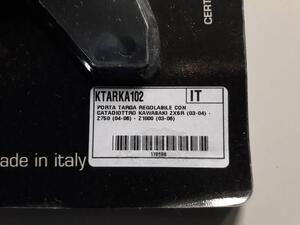 CERT
KTARKA102 IT
PORTA TARGA REGOLABILE CON
CATADIOTTRO KAWASAKI ZX6R (03-04) -
Z750 (04-06) - Z1000 (03-06)
made in italy